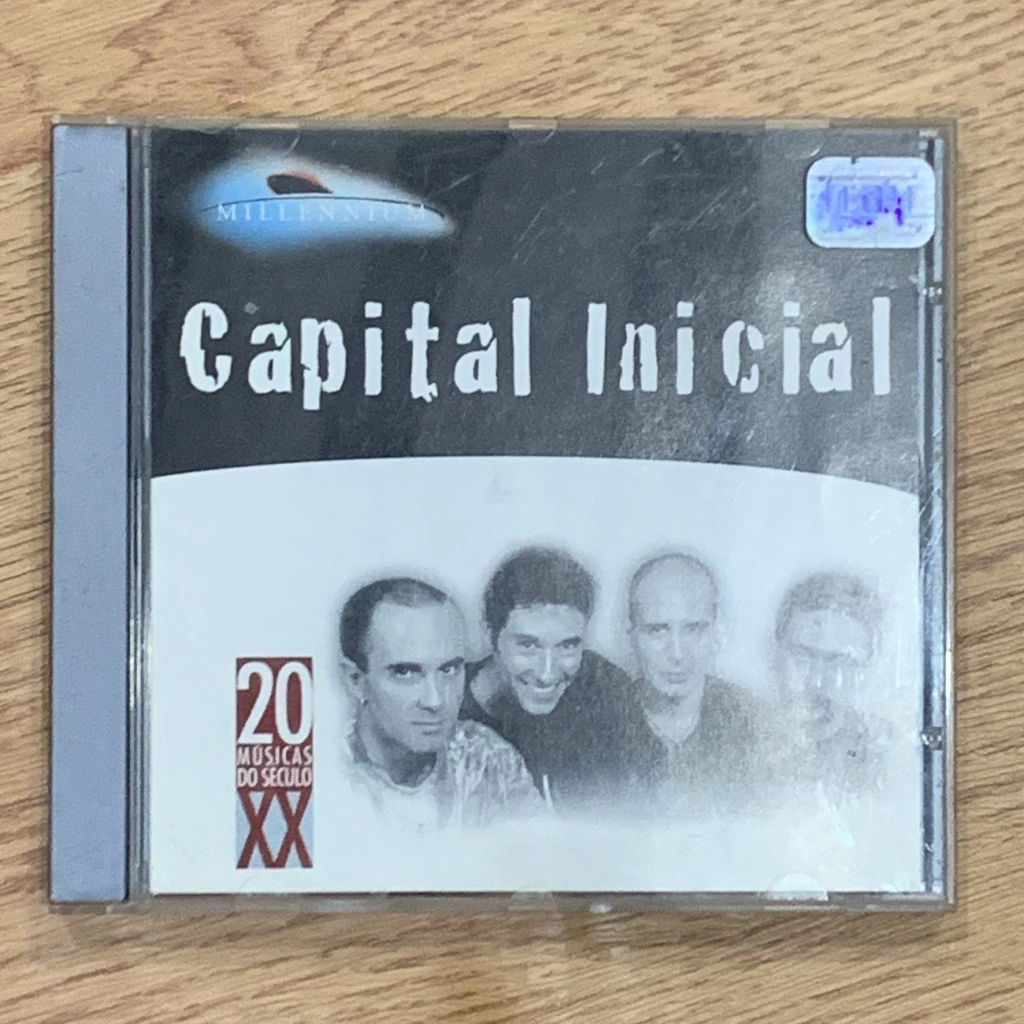 MILLENNIUM
Capital Inicial
20
MÚSICAS
DO SÉCULO
XX